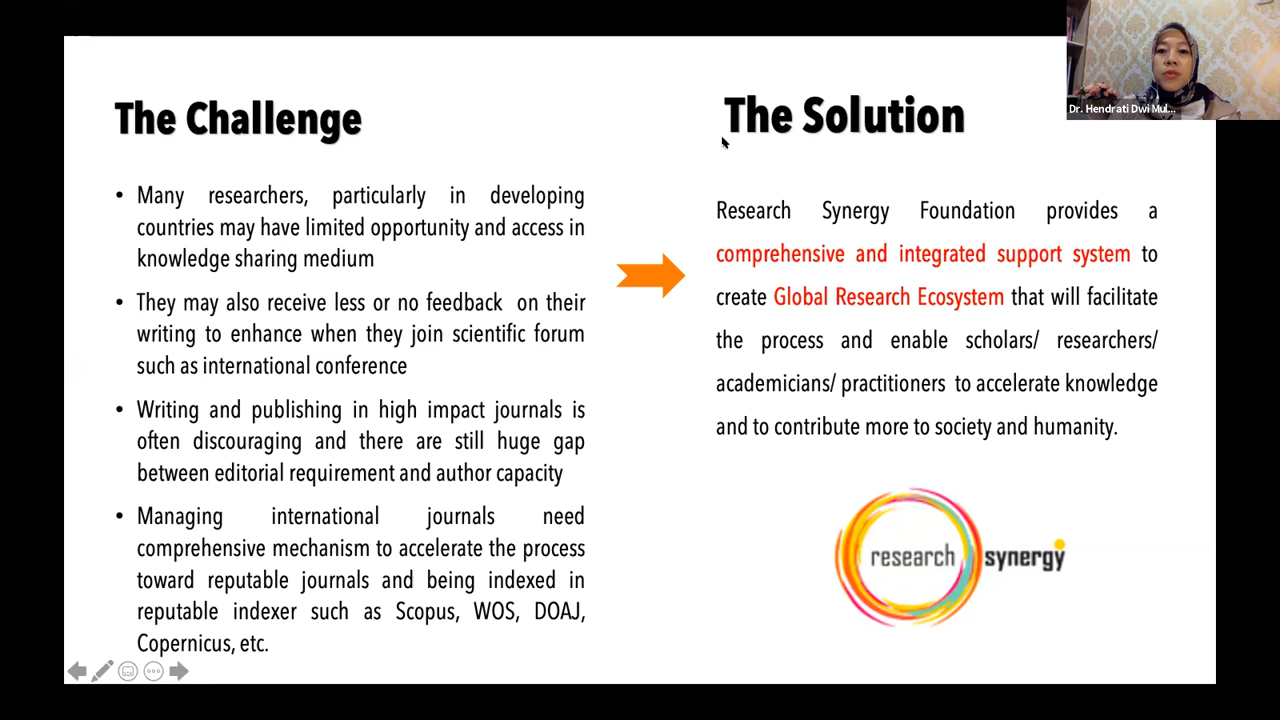 The Challenge
• Many researchers, particularly in developing
countries may have limited opportunity and access in
knowledge sharing medium
• They may also receive less or no feedback on their
writing to enhance when they join scientific forum
such as international conference
• Writing and publishing in high impact journals is
often discouraging and there are still huge gap
between editorial requirement and author capacity
• Managing international journals need
comprehensive mechanism to accelerate the process
toward reputable journals and being indexed in
reputable indexer such as Scopus, WOS, DOAJ,
Copernicus, etc.
The Solution
Research Synergy Foundation provides a
comprehensive and integrated support system to
create Global Research Ecosystem that will facilitate
the process and enable scholars/ researchers/
academicians/ practitioners to accelerate knowledge
and to contribute more to society and humanity.
research synergy
Dr. Hendrati Dwi Mul...